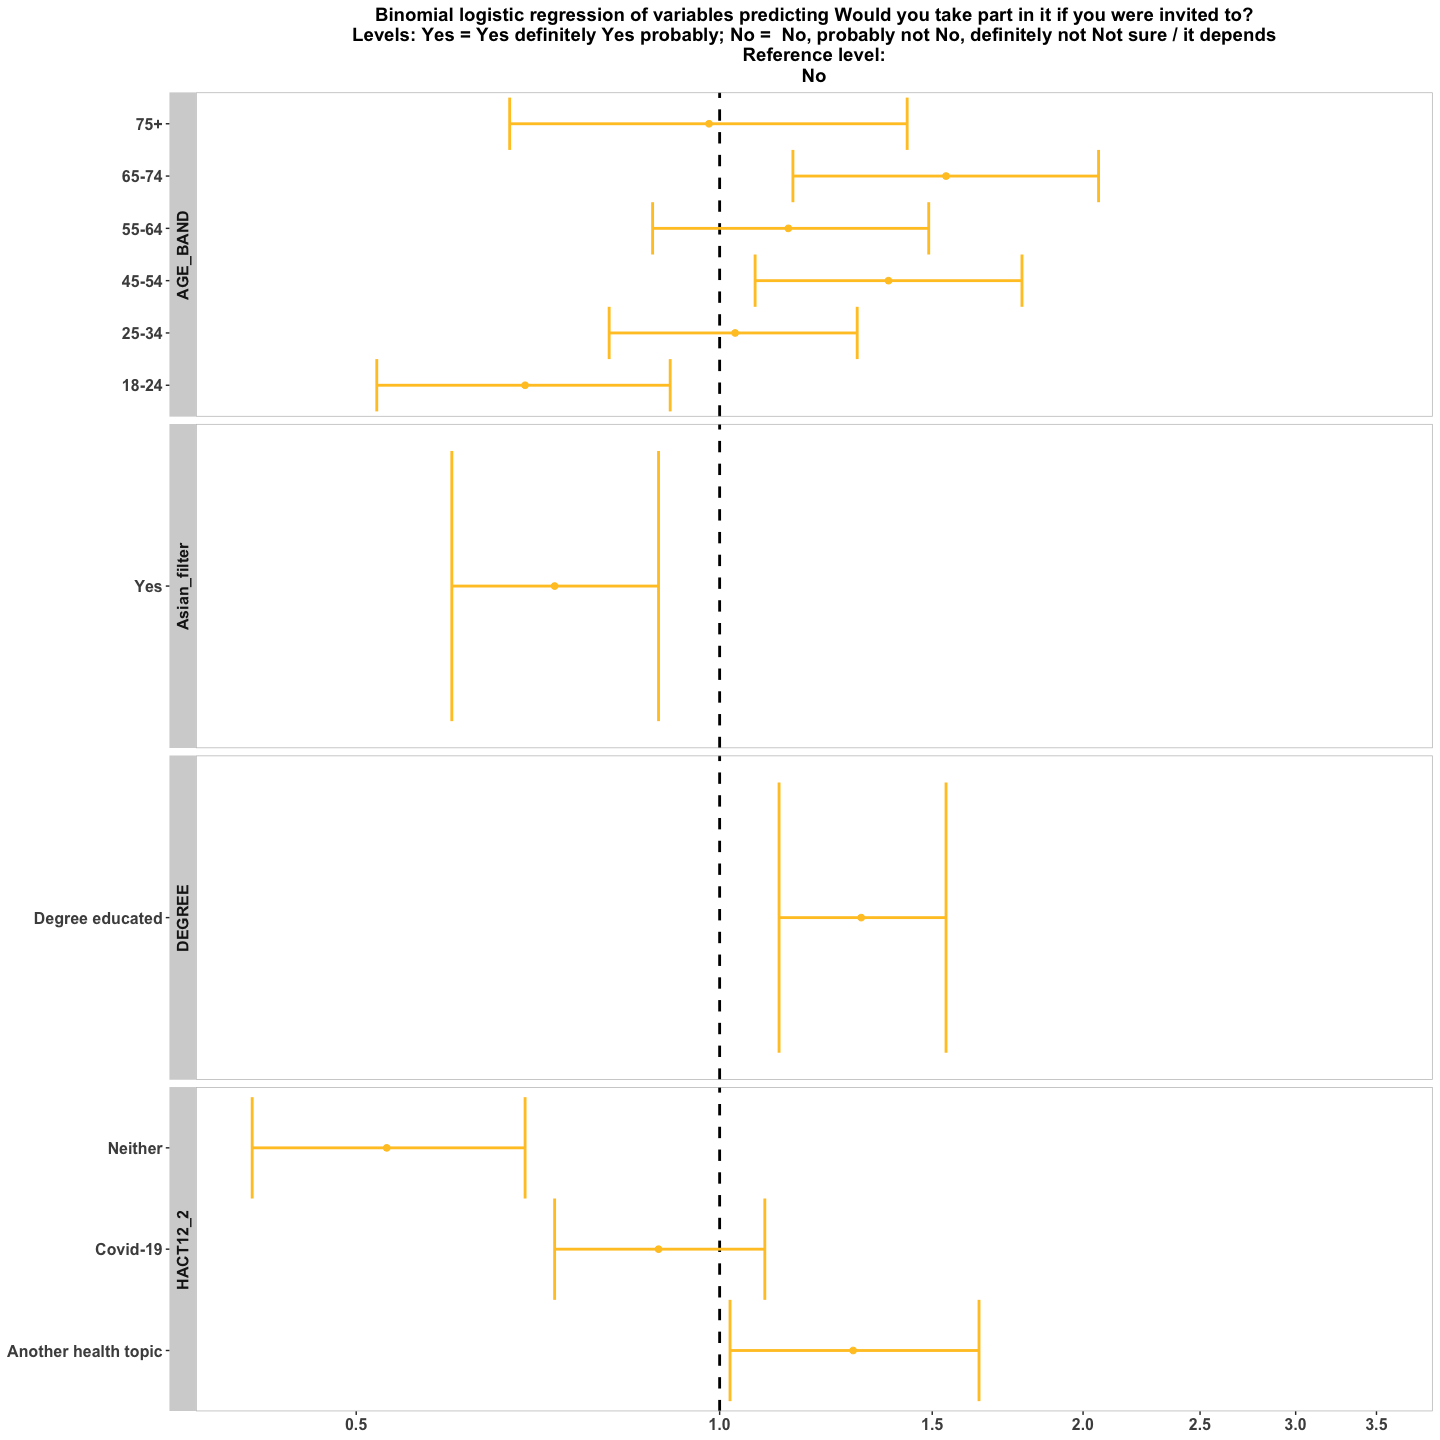 Binomial logistic regression of variables predicting Would you take part in it if you were invited to?
Levels: Yes = Yes definitely Yes probably; No =  No, probably not No, definitely not Not sure / it depends
Reference level:
No
AGE_BAND
75+
65-74
55-64
45-54
25-34
18-24
Asian_filter
Yes
DEGREE
Degree educated
HACT12_2
Neither
Covid-19
Another health topic
0.5 1.0 1.5 2.0 2.5 3.0 3.5